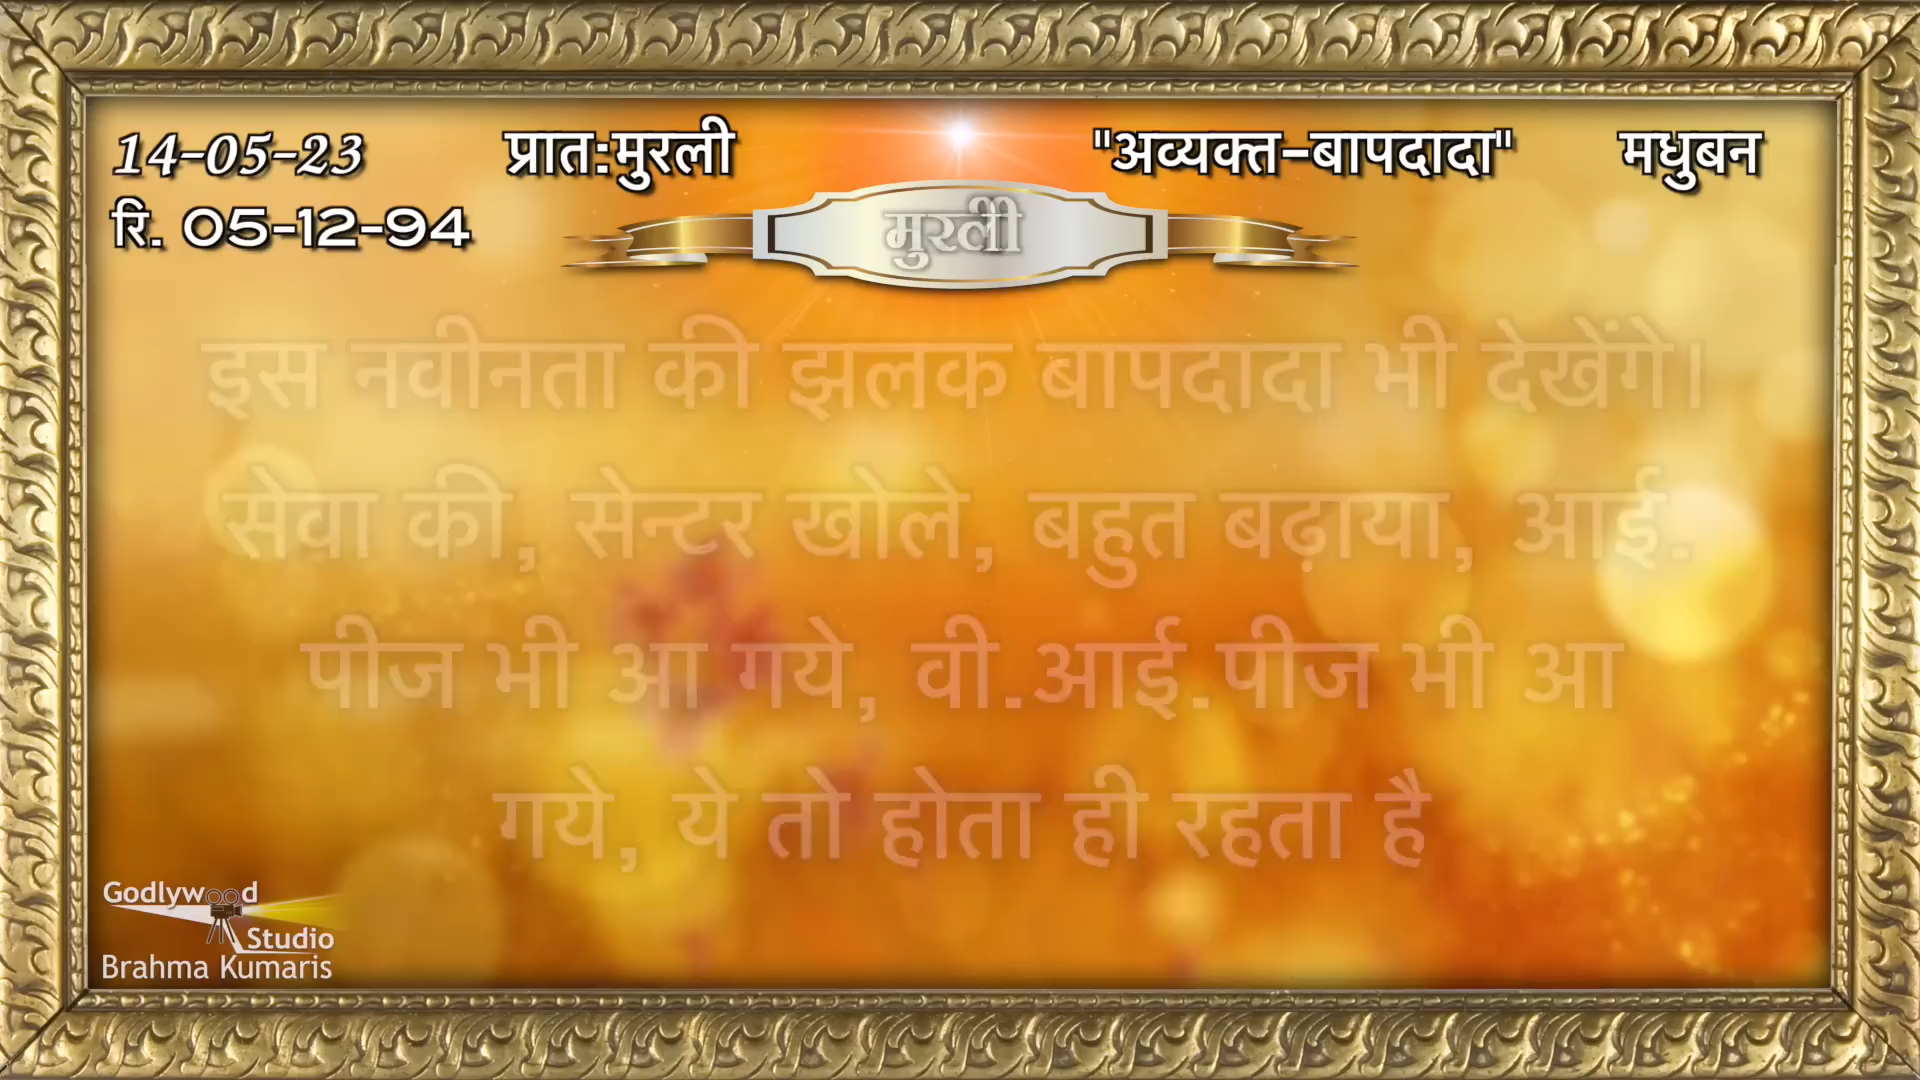 14-05-23 प्रात:मुरली "अव्यक्त-बापदादा" मधुबन
रि. 05-12-94
मुरली
इस नवीनता की झलक बापदादा भी देखेंगे।
सेवा की, सेन्टर खोले, बहुत बढ़ाया, आई.
पीज भी आ गये, वी.आई.पीज भी आ
गये, ये तो होता ही रहता है
Godlywood
Studio
Brahma Kumaris